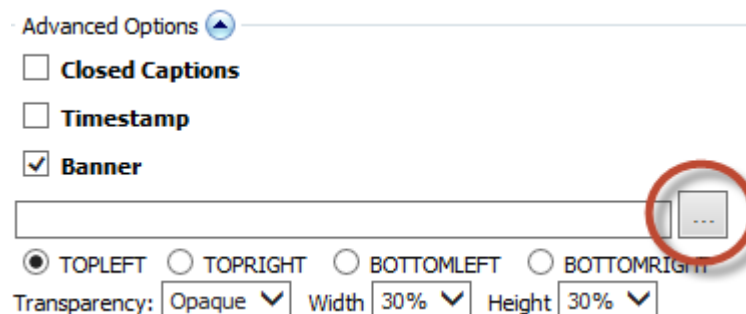 Advanced Options
Closed Captions
Timestamp
Banner
...
TOPLEFT TOPRIGHT BOTTOMLEFT BOTTOMRIGHT
Transparency: Opaque Width 30% Height 30%